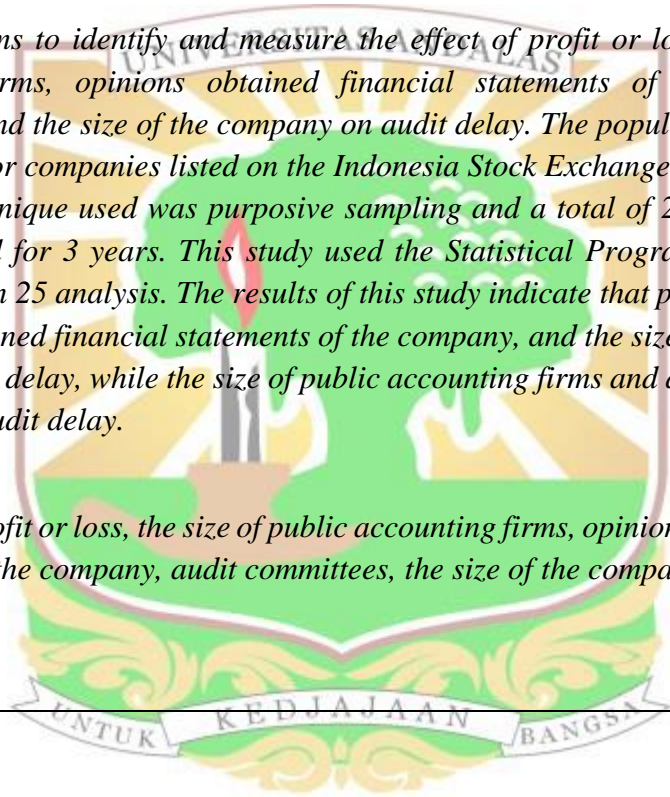 ns to identify and measure the effect of profit or lo
UNIVERSITAS ANDALAS
rms, opinions obtained financial statements of
nd the size of the company on audit delay. The popul
or companies listed on the Indonesia Stock Exchange
nique used was purposive sampling and a total of 2
for 3 years. This study used the Statistical Progra
n 25 analysis. The results of this study indicate that p
ned financial statements of the company, and the size
delay, while the size of public accounting firms and
udit delay.
ofit or loss, the size of public accounting firms, opinion
the company, audit committees, the size of the compa
UNTUK KEDJAJAAN BANGSA